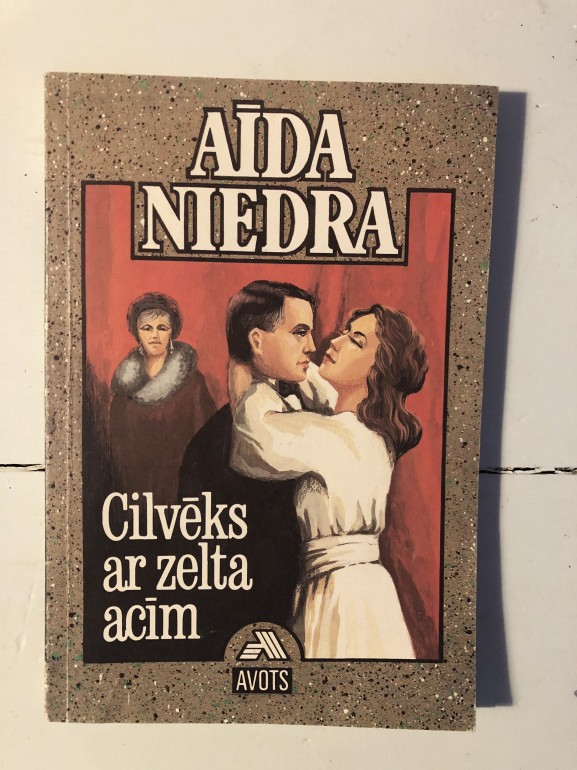 AĪDA
NIEDRA
Cilvēks
ar zelta
acīm
AVOTS